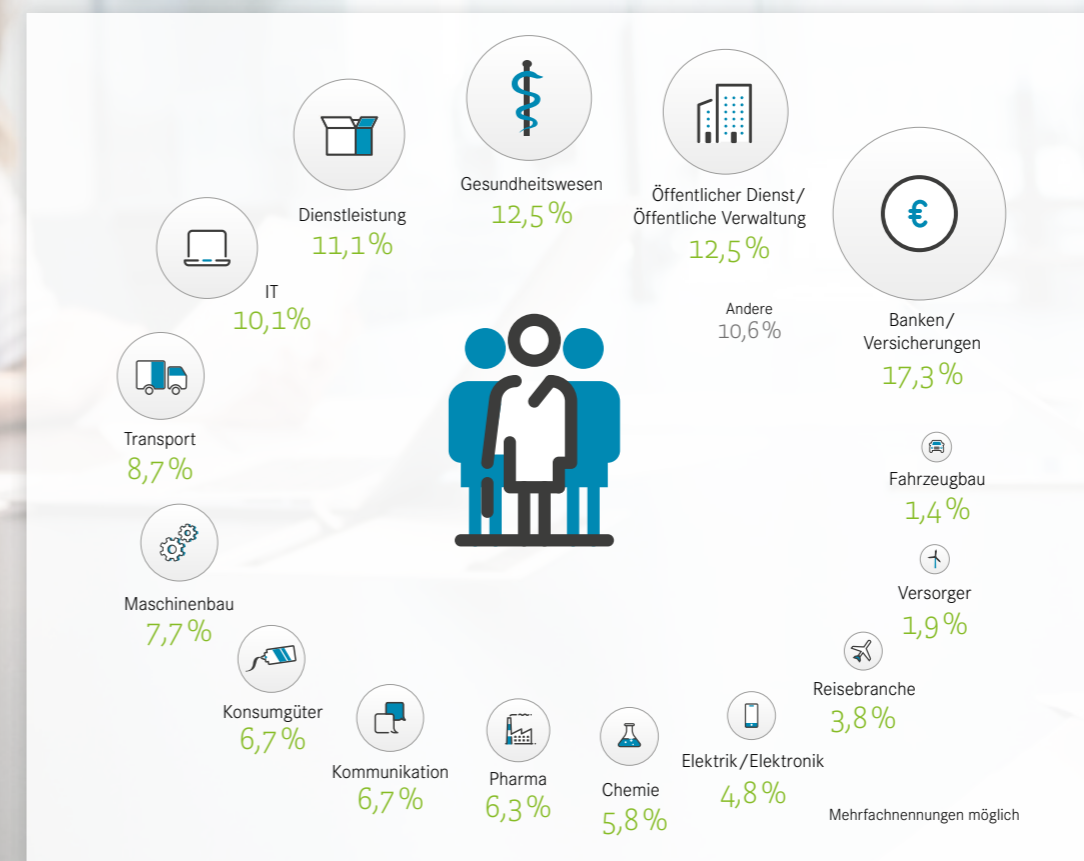 Gesundheitswesen
12,5 %
Öffentlicher Dienst/
Öffentliche Verwaltung
12,5 %
Dienstleistung
11,1 %
€
Banken/
Versicherungen
17,3 %
IT
10,1 %
Andere
10,6 %
Transport
8,7 %
Fahrzeugbau
1,4 %
Maschinenbau
7,7 %
Versorger
1,9 %
Konsumgüter
6,7 %
Kommunikation
6,7 %
Pharma
6,3 %
Chemie
5,8 %
Elektrik/Elektronik
4,8 %
Reisebranche
3,8 %
Mehrfachnennungen möglich